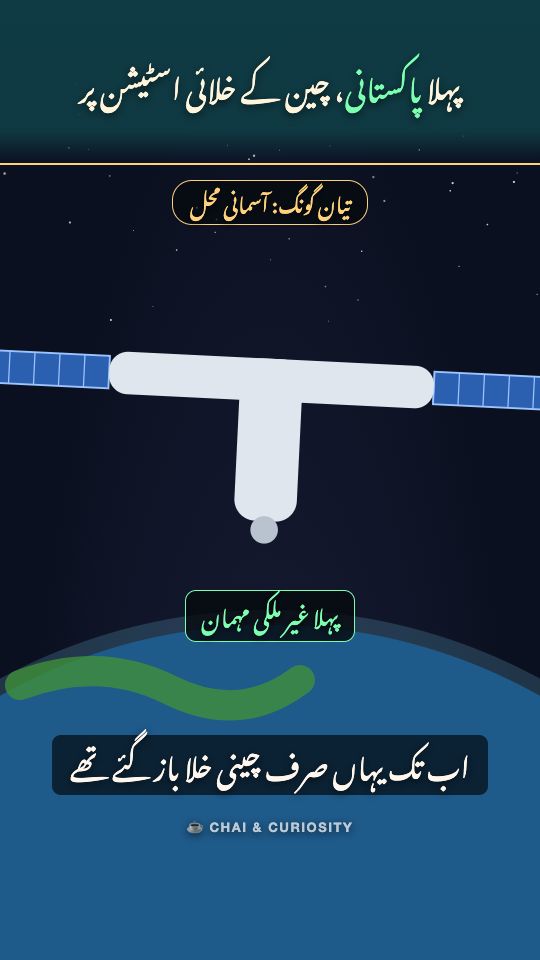 پہلا پاکستانی، چین کے خلائی اسٹیشن پر
تیان گونگ: آسمانی محل
پہلا غیر ملکی مہمان
اب تک یہاں صرف چینی خلا باز گئے تھے
☕ CHAI & CURIOSITY